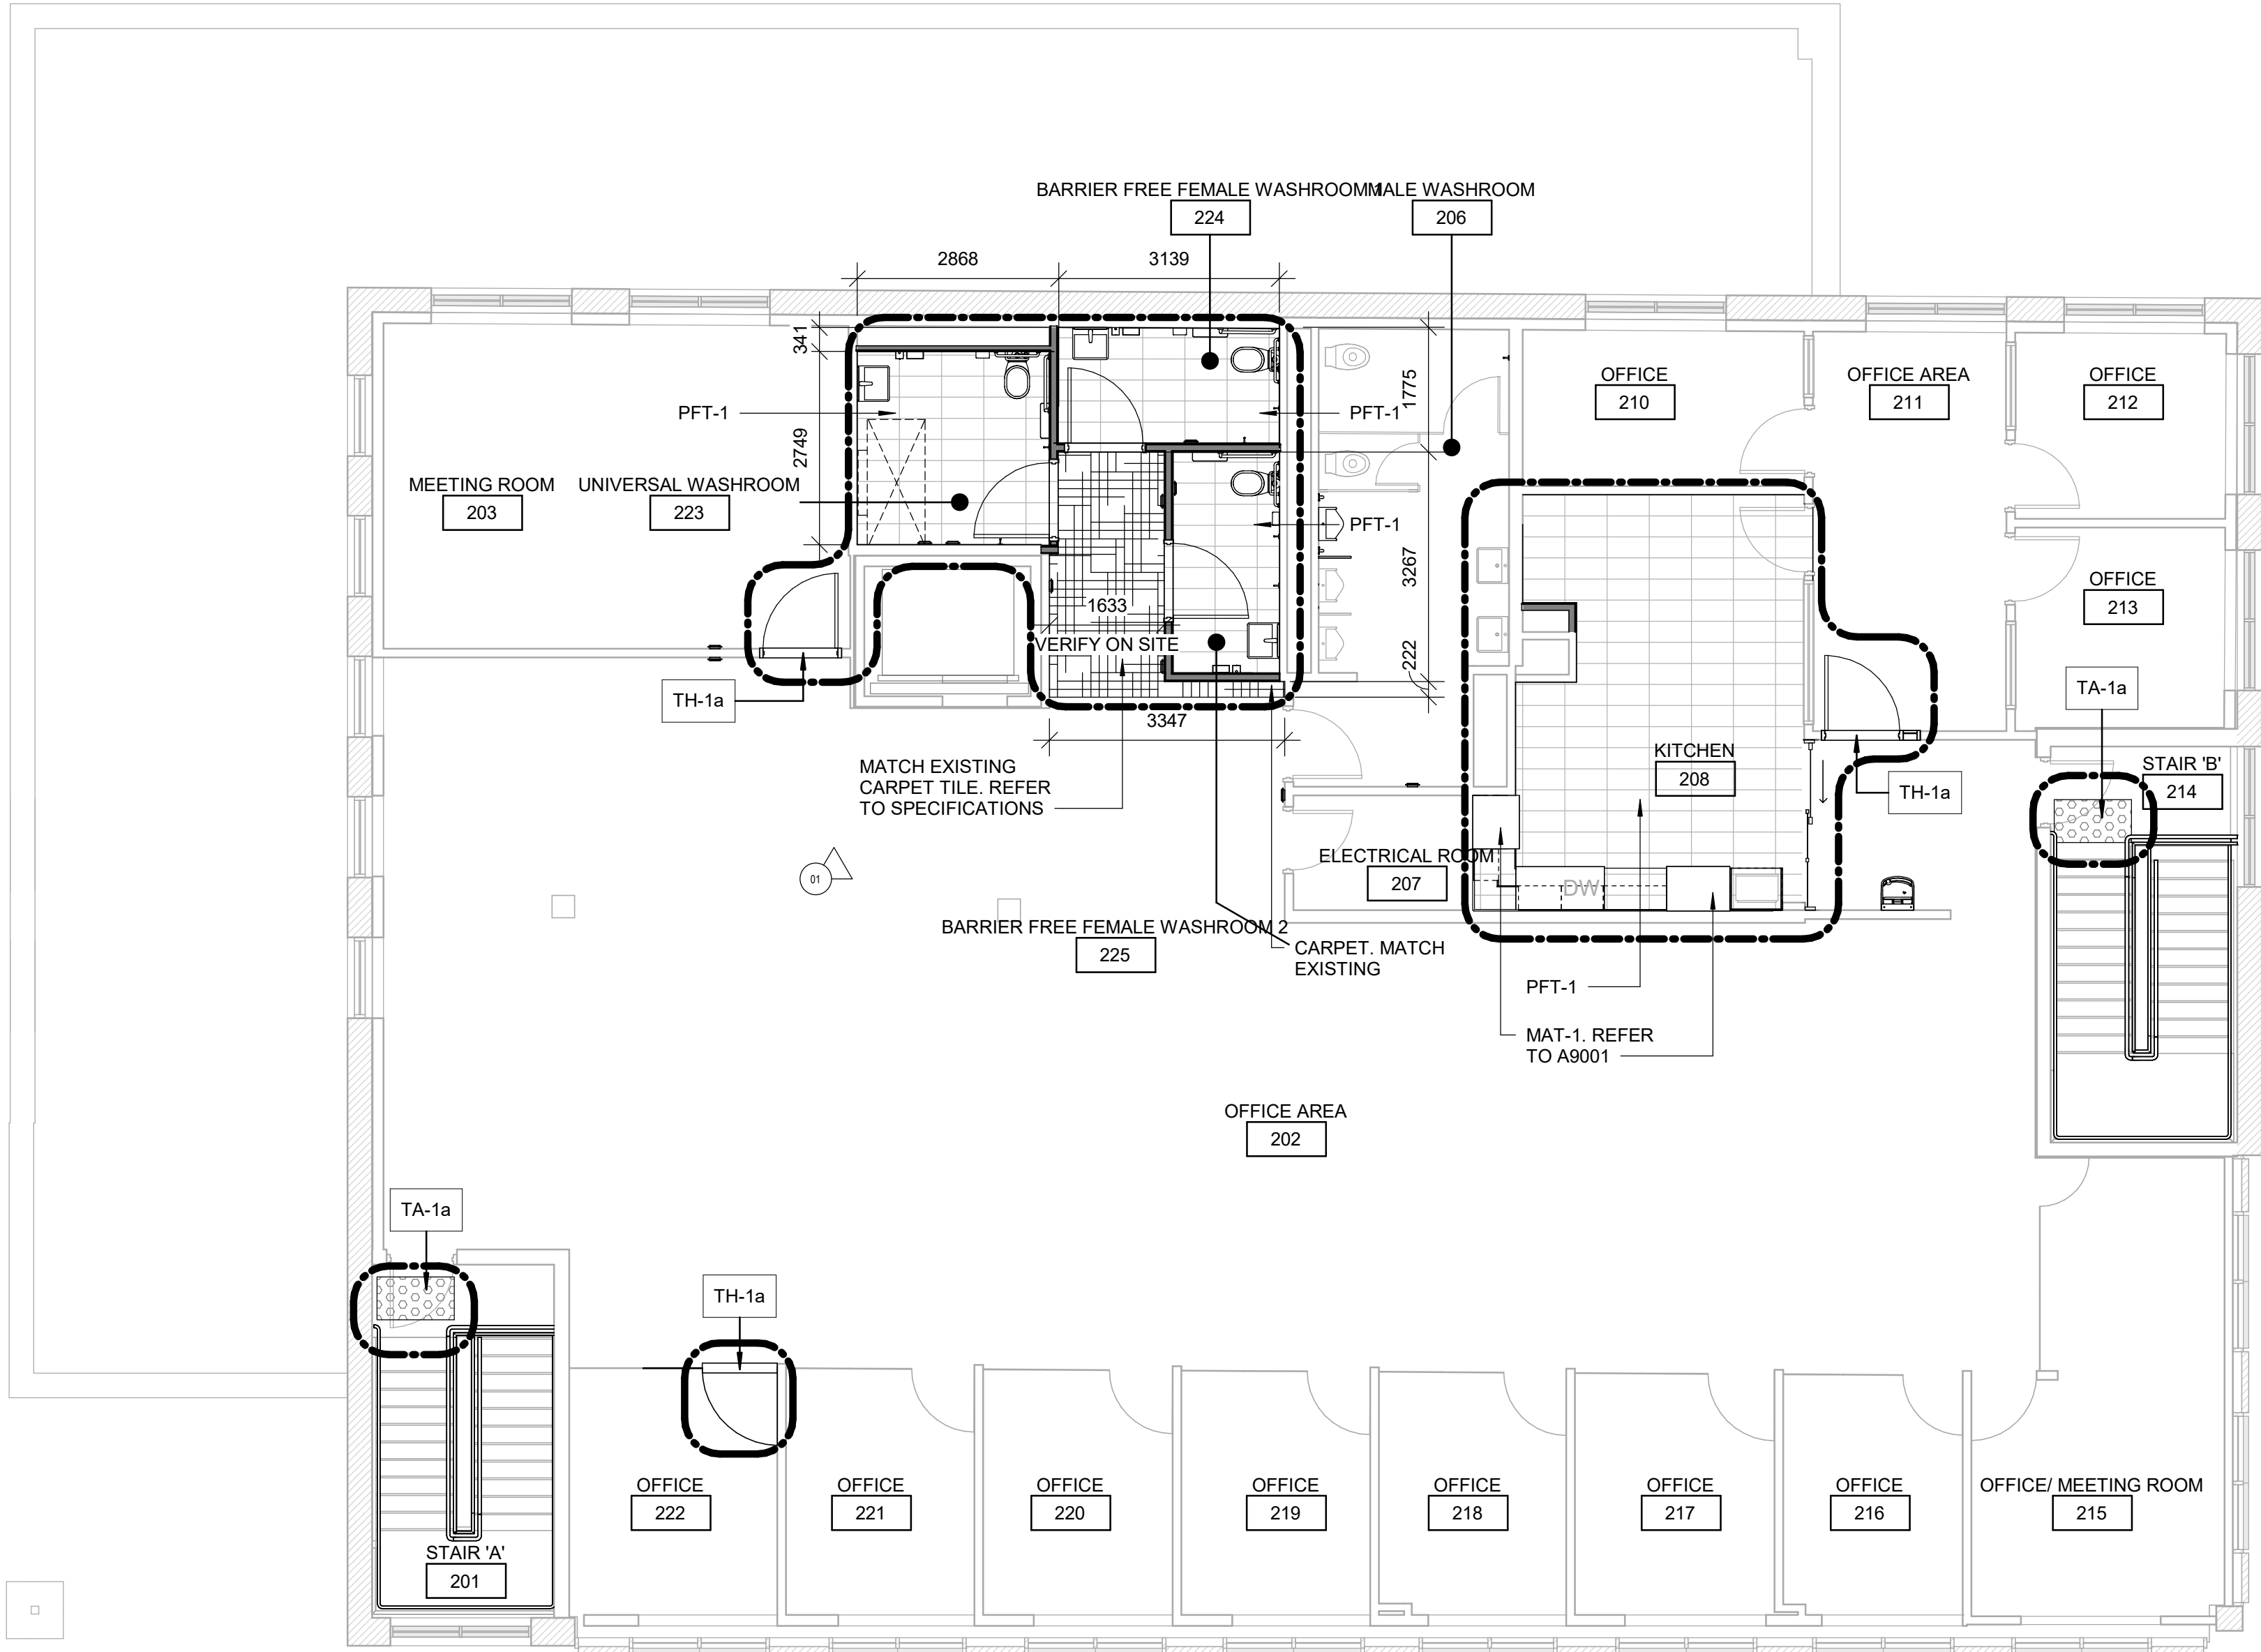 BARRIER FREE FEMALE WASHROOM 1
224
MALE WASHROOM
206
2868
3139
341
2749
1775
3267
222
PFT-1
PFT-1
PFT-1
OFFICE
210
OFFICE AREA
211
OFFICE
212
MEETING ROOM
203
UNIVERSAL WASHROOM
223
OFFICE
213
1633
VERIFY ON SITE
TH-1a
3347
TA-1a
MATCH EXISTING
CARPET TILE. REFER
TO SPECIFICATIONS
KITCHEN
208
TH-1a
STAIR 'B'
214
01
ELECTRICAL ROOM
207
DW
BARRIER FREE FEMALE WASHROOM 2
225
CARPET. MATCH
EXISTING
PFT-1
MAT-1. REFER
TO A9001
OFFICE AREA
202
TA-1a
TH-1a
OFFICE
222
OFFICE
221
OFFICE
220
OFFICE
219
OFFICE
218
OFFICE
217
OFFICE
216
OFFICE/ MEETING ROOM
215
STAIR 'A'
201